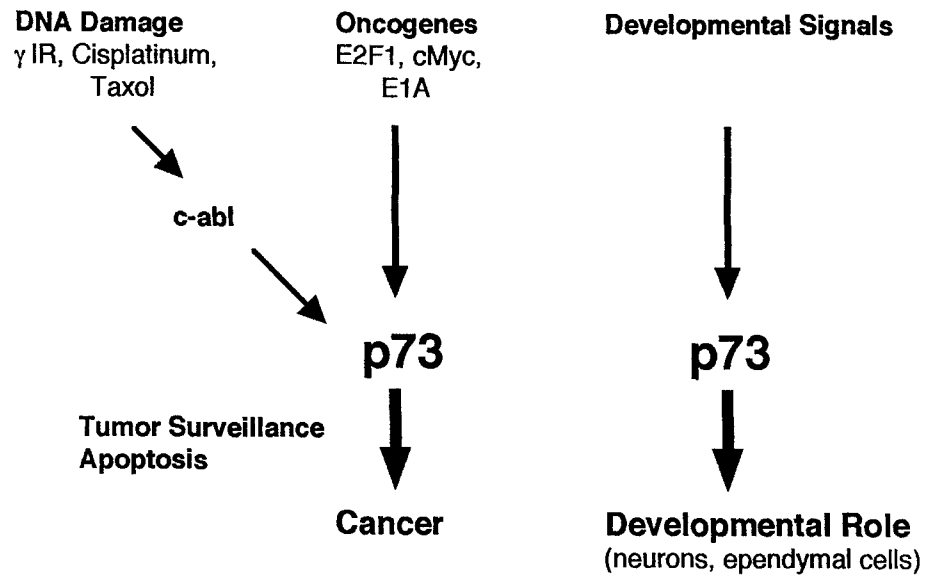 DNA Damage
γ IR, Cisplatinum,
Taxol
Oncogenes
E2F1, cMyc,
E1A
Developmental Signals
c-abl
p73
p73
Tumor Surveillance
Apoptosis
Cancer
Developmental Role
(neurons, ependymal cells)